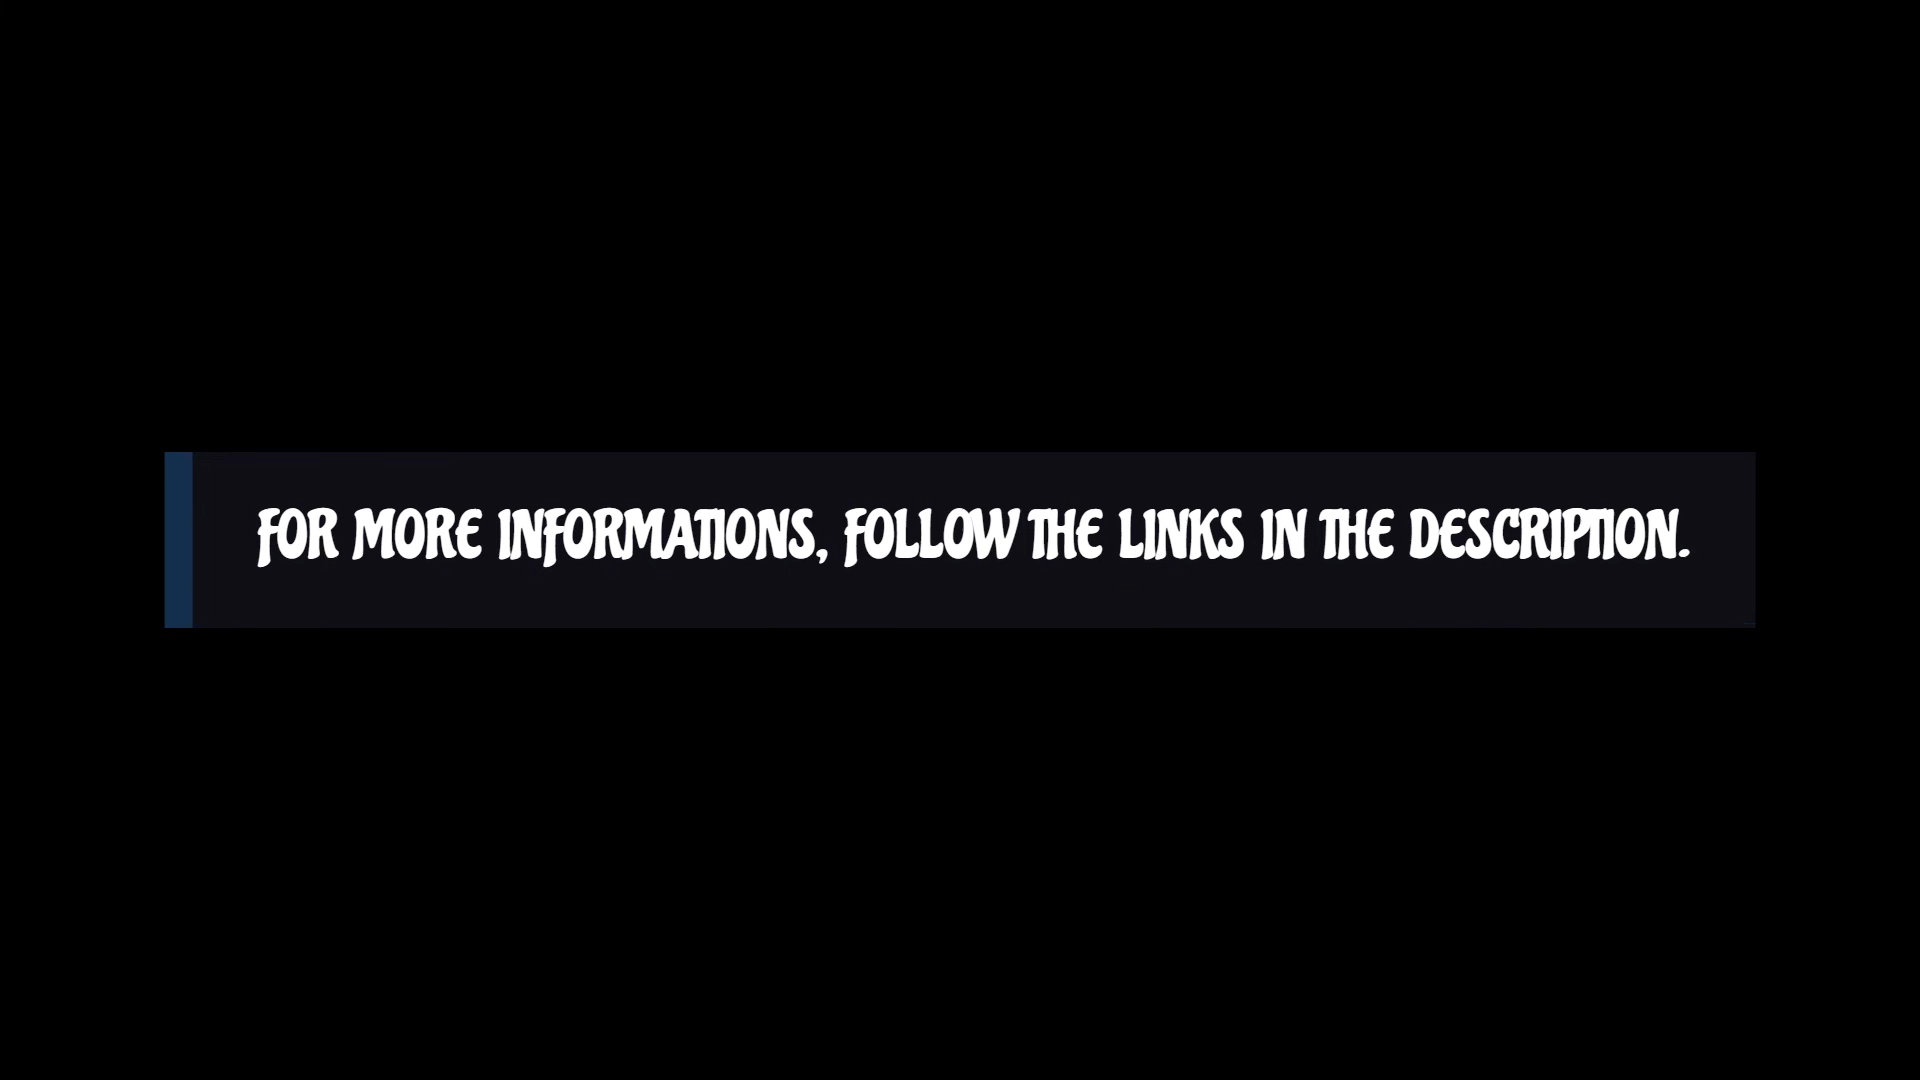 FOR MORE INFORMATIONS, FOLLOW THE LINKS IN THE DESCRIPTION.